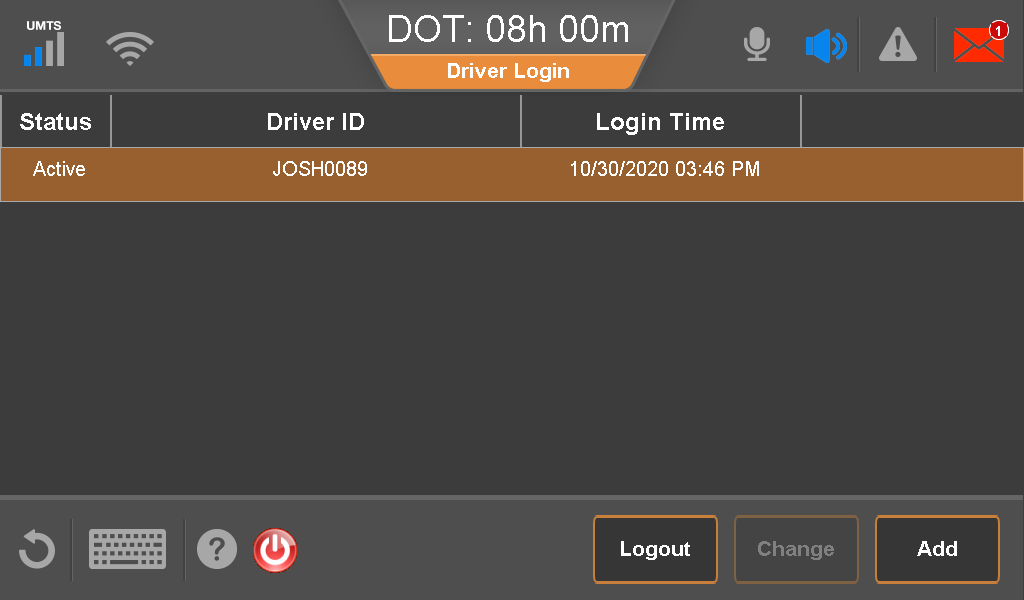 UMTS
DOT: 08h 00m
1
Driver Login
Status Driver ID Login Time
Active JOSH0089 10/30/2020 03:46 PM
? Logout Change Add